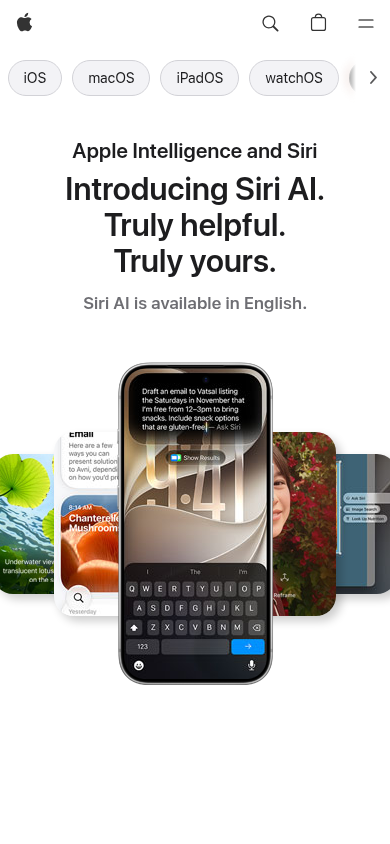 iOS
macOS
iPadOS
watchOS
Apple Intelligence and Siri
Introducing Siri AI.
Truly helpful.
Truly yours.
Siri AI is available in English.
Draft an email to Vatsal listing
the Saturdays in November that
I'm free from 12–3pm to bring
snacks. Include snack options
that are gluten-free — Ask Siri
Show Results
9:41
Email
Here are a few
ways you can
present solution
to Avni, dependi
on how you'd pr
8:14 AM
Chanterelle
Mushroom
Yesterday
Underwater view
translucent lotus
on the s
Reframe
Ask Siri
Image Search
Look Up Nutrition
I The I'm
Q W E R T Y U I O P
A S D F G H J K L
Z X C V B N M
123